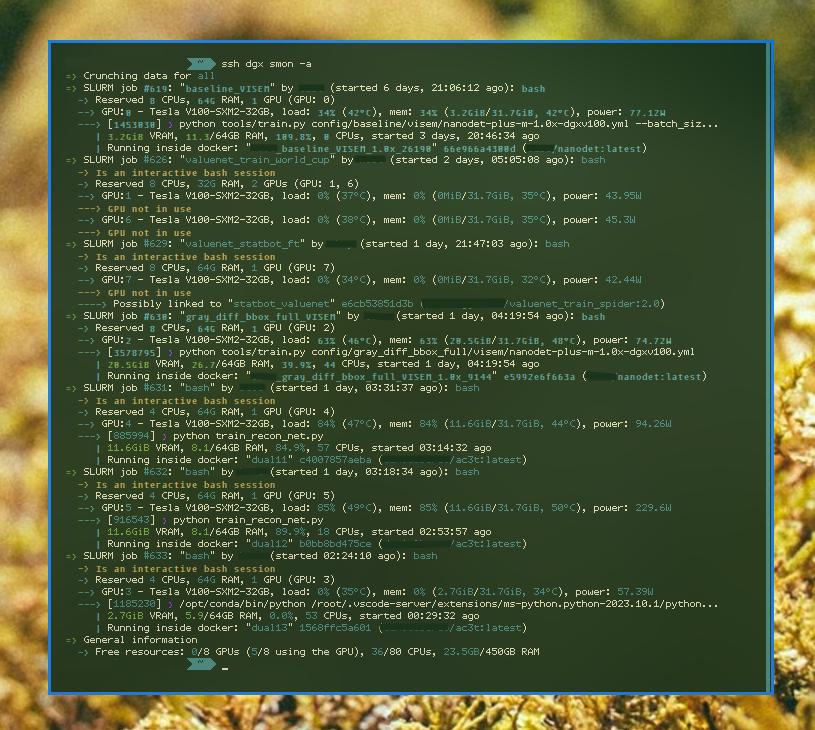 ~ ssh dgx smon -a
=> Crunching data for all
=> SLURM job #619: "baseline_VISEM" by (started 6 days, 21:06:12 ago): bash
-> Reserved 8 CPUs, 64G RAM, 1 GPU (GPU: 0)
--> GPU:0 - Tesla V100-SXM2-32GB, load: 34% (42°C), mem: 34% (3.2GiB/31.7GiB, 42°C), power: 77.12W
---> [1453030] ❯ python tools/train.py config/baseline/visem/nanodet-plus-m-1.0x-dgxv100.yml --batch_siz...
| 3.2GiB VRAM, 11.3/64GB RAM, 109.8%, 0 CPUs, started 3 days, 20:46:34 ago
| Running inside docker: "_baseline_VISEM_1.0x_26190" 66e966a4300d (/nanodet:latest)
=> SLURM job #626: "valuenet_train_world_cup" by (started 2 days, 05:05:08 ago): bash
-> Is an interactive bash session
-> Reserved 8 CPUs, 32G RAM, 2 GPUs (GPU: 1, 6)
--> GPU:1 - Tesla V100-SXM2-32GB, load: 0% (37°C), mem: 0% (0MiB/31.7GiB, 35°C), power: 43.95W
---> GPU not in use
--> GPU:6 - Tesla V100-SXM2-32GB, load: 0% (38°C), mem: 0% (0MiB/31.7GiB, 35°C), power: 45.3W
---> GPU not in use
=> SLURM job #629: "valuenet_statbot_ft" by (started 1 day, 21:47:03 ago): bash
-> Is an interactive bash session
-> Reserved 8 CPUs, 64G RAM, 1 GPU (GPU: 7)
--> GPU:7 - Tesla V100-SXM2-32GB, load: 0% (34°C), mem: 0% (0MiB/31.7GiB, 32°C), power: 42.44W
---> GPU not in use
----> Possibly linked to "statbot_valuenet" e6cb53851d3b (/valuenet_train_spider:2.0)
=> SLURM job #630: "gray_diff_bbox_full_VISEM" by (started 1 day, 04:19:54 ago): bash
-> Reserved 8 CPUs, 64G RAM, 1 GPU (GPU: 2)
--> GPU:2 - Tesla V100-SXM2-32GB, load: 63% (46°C), mem: 63% (20.5GiB/31.7GiB, 48°C), power: 74.72W
---> [3578795] ❯ python tools/train.py config/gray_diff_bbox_full/visem/nanodet-plus-m-1.0x-dgxv100.yml
| 20.5GiB VRAM, 26.7/64GB RAM, 39.9%, 44 CPUs, started 1 day, 04:19:54 ago
| Running inside docker: "_gray_diff_bbox_full_VISEM_1.0x_9144" e5992e6f663a (nanodet:latest)
=> SLURM job #631: "bash" by (started 1 day, 03:31:37 ago): bash
-> Is an interactive bash session
-> Reserved 4 CPUs, 64G RAM, 1 GPU (GPU: 4)
--> GPU:4 - Tesla V100-SXM2-32GB, load: 84% (47°C), mem: 84% (11.6GiB/31.7GiB, 44°C), power: 94.26W
---> [885994] ❯ python train_recon_net.py
| 11.6GiB VRAM, 8.1/64GB RAM, 84.9%, 57 CPUs, started 03:14:32 ago
| Running inside docker: "dual11" c4007857aeba (/ac3t:latest)
=> SLURM job #632: "bash" by (started 1 day, 03:18:34 ago): bash
-> Is an interactive bash session
-> Reserved 4 CPUs, 64G RAM, 1 GPU (GPU: 5)
--> GPU:5 - Tesla V100-SXM2-32GB, load: 85% (49°C), mem: 85% (11.6GiB/31.7GiB, 50°C), power: 229.6W
---> [916543] ❯ python train_recon_net.py
| 11.6GiB VRAM, 8.1/64GB RAM, 89.9%, 18 CPUs, started 02:53:57 ago
| Running inside docker: "dual12" b0bb8bd475ce (/ac3t:latest)
=> SLURM job #633: "bash" by (started 02:24:10 ago): bash
-> Is an interactive bash session
-> Reserved 4 CPUs, 64G RAM, 1 GPU (GPU: 3)
--> GPU:3 - Tesla V100-SXM2-32GB, load: 0% (35°C), mem: 0% (2.7GiB/31.7GiB, 34°C), power: 57.39W
---> [1185230] ❯ /opt/conda/bin/python /root/.vscode-server/extensions/ms-python.python-2023.10.1/python...
| 2.7GiB VRAM, 5.9/64GB RAM, 0.0%, 53 CPUs, started 00:29:32 ago
| Running inside docker: "dual13" 1568ffc5a601 (/ac3t:latest)
=> General information
-> Free resources: 0/8 GPUs (5/8 using the GPU), 36/80 CPUs, 23.5GB/450GB RAM
~ _